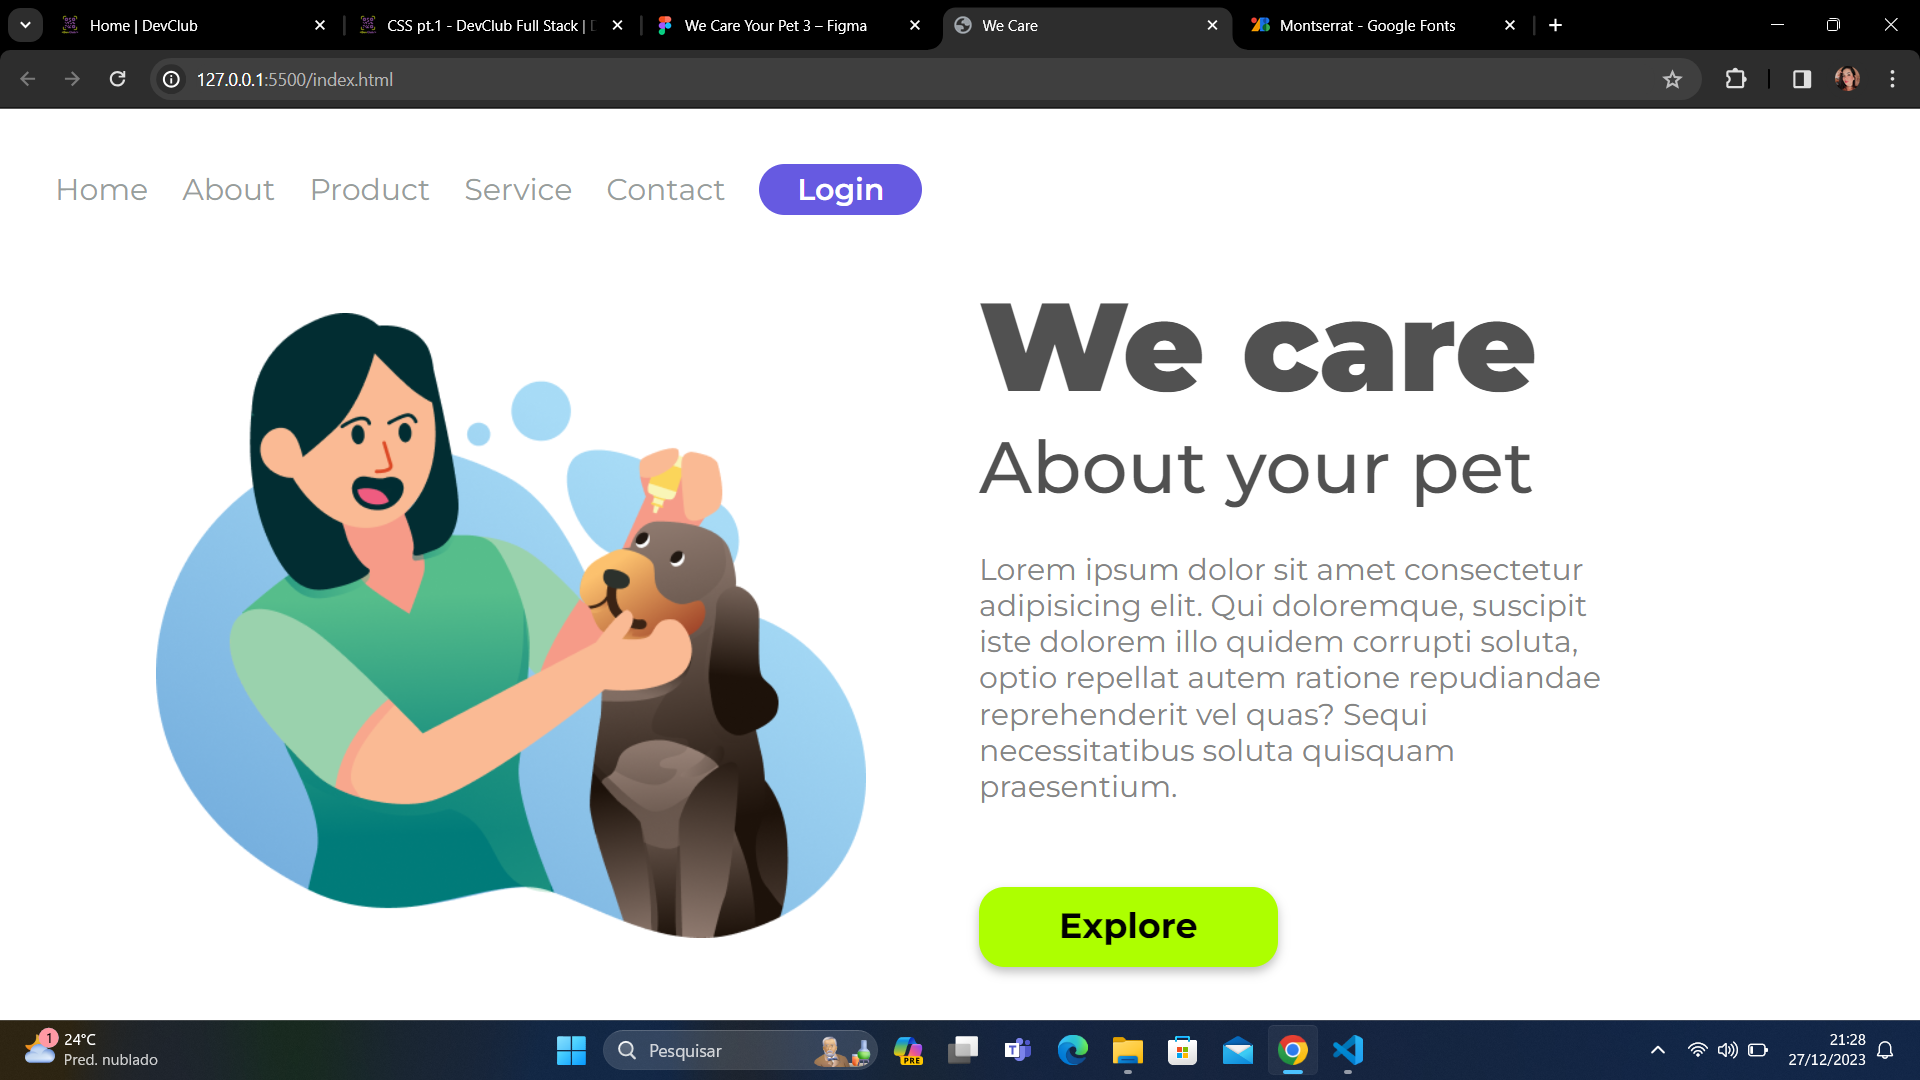 Home | DevClub
CSS pt.1 - DevClub Full Stack |
We Care Your Pet 3 – Figma
We Care
Montserrat - Google Fonts
127.0.0.1:5500/index.html
Home About Product Service Contact Login
We care
About your pet
Lorem ipsum dolor sit amet consectetur
adipisicing elit. Qui doloremque, suscipit
iste dolorem illo quidem corrupti soluta,
optio repellat autem ratione repudiandae
reprehenderit vel quas? Sequi
necessitatibus soluta quisquam
praesentium.
Explore
1
24°C
Pred. nublado
Pesquisar
PRE
21:28
27/12/2023